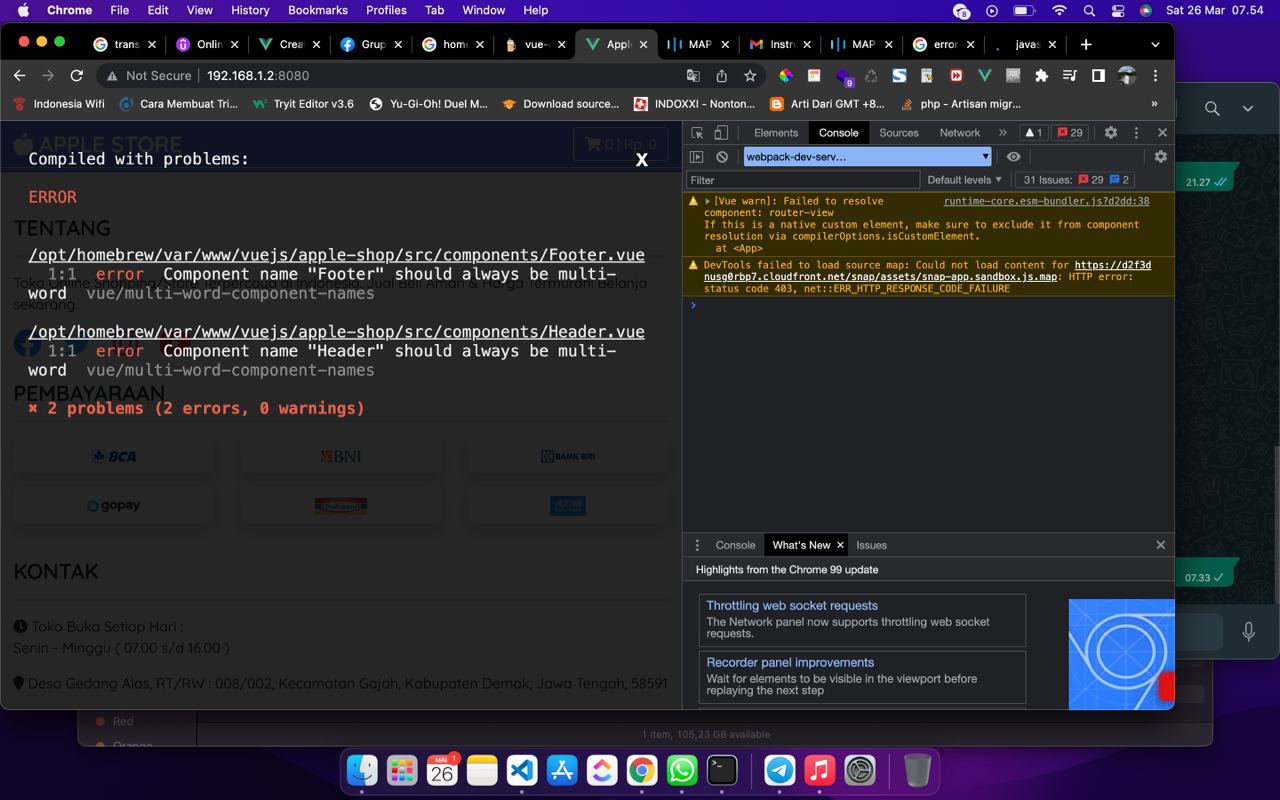 Chrome File Edit View History Bookmarks Profiles Tab Window Help
8
Sat 26 Mar 07.54
trans Onlin Crea Grup hom vue- Apple MAP Instru MAP error javas
Not Secure 192.168.1.2:8080
9
Indonesia Wifi Cara Membuat Tri... Tryit Editor v3.6 Yu-Gi-Oh! Duel M... Download source... INDOXXI - Nonton... Arti Dari GMT +8... php - Artisan migr... »
APPLE STORE
0 | Rp. 0
Compiled with problems:
X
ERROR
TENTANG
/opt/homebrew/var/www/vuejs/apple-shop/src/components/Footer.vue
1:1 error Component name "Footer" should always be multi-
Toko Online Shopping/Store Terpercaya di Indonesia. Jual Beli Aman & Harga Termurah! Belanja
word vue/multi-word-component-names
sekarang.
/opt/homebrew/var/www/vuejs/apple-shop/src/components/Header.vue
1:1 error Component name "Header" should always be multi-
word vue/multi-word-component-names
PEMBAYARAAN
✖ 2 problems (2 errors, 0 warnings)
BCA BNI BANK BRI
gopay Indomaret
KONTAK
Toko Buka Setiap Hari :
Senin - Minggu ( 07.00 s/d 16.00 )
Desa Gedang Alas, RT/RW : 008/002, Kecamatan Gajah, Kabupaten Demak, Jawa Tengah, 58591
Elements Console Sources Network » 1 29
webpack-dev-serv...
Filter Default levels 31 Issues: 29 2
[Vue warn]: Failed to resolve runtime-core.esm-bundler.js?d2dd:38
component: router-view
If this is a native custom element, make sure to exclude it from component
resolution via compilerOptions.isCustomElement.
at <App>
DevTools failed to load source map: Could not load content for https://d2f3d
nusg0rbp7.cloudfront.net/snap/assets/snap-app.sandbox.js.map: HTTP error:
status code 403, net::ERR_HTTP_RESPONSE_CODE_FAILURE
Console What's New Issues
Highlights from the Chrome 99 update
Throttling web socket requests
The Network panel now supports throttling web socket
requests.
Recorder panel improvements
Wait for elements to be visible in the viewport before
replaying the next step
21.27
07.33
Red
Orange
1 item, 105,23 GB available
MAR
26
1